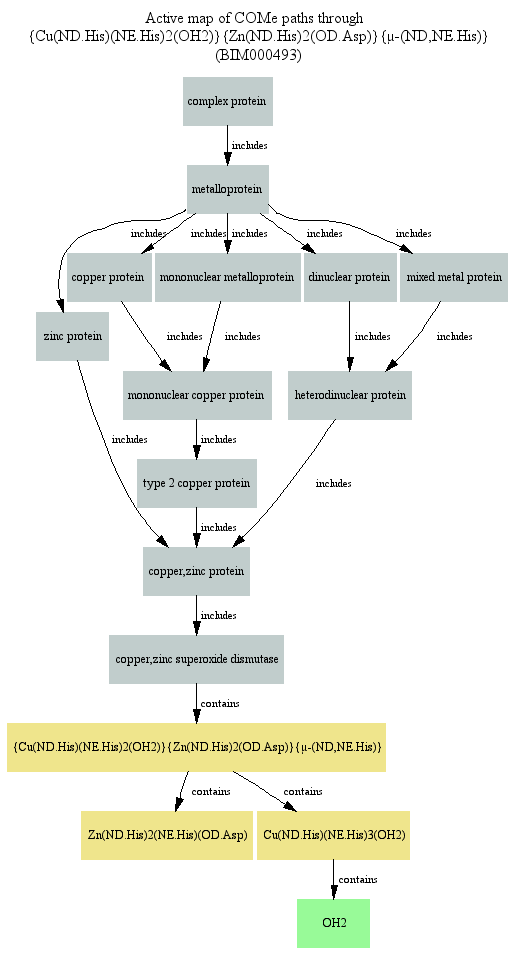 Active map of COMe paths through
{Cu(ND.His)(NE.His)2(OH2)}{Zn(ND.His)2(OD.Asp)}{μ-(ND,NE.His)}
(BIM000493)
complex protein
includes
metalloprotein
includes includes includes includes includes
copper protein mononuclear metalloprotein dinuclear protein mixed metal protein
zinc protein
includes includes includes includes
mononuclear copper protein heterodinuclear protein
includes includes
type 2 copper protein
includes
includes
copper,zinc protein
includes
copper,zinc superoxide dismutase
contains
{Cu(ND.His)(NE.His)2(OH2)}{Zn(ND.His)2(OD.Asp)}{μ-(ND,NE.His)}
contains contains
Zn(ND.His)2(NE.His)(OD.Asp) Cu(ND.His)(NE.His)3(OH2)
contains
OH2